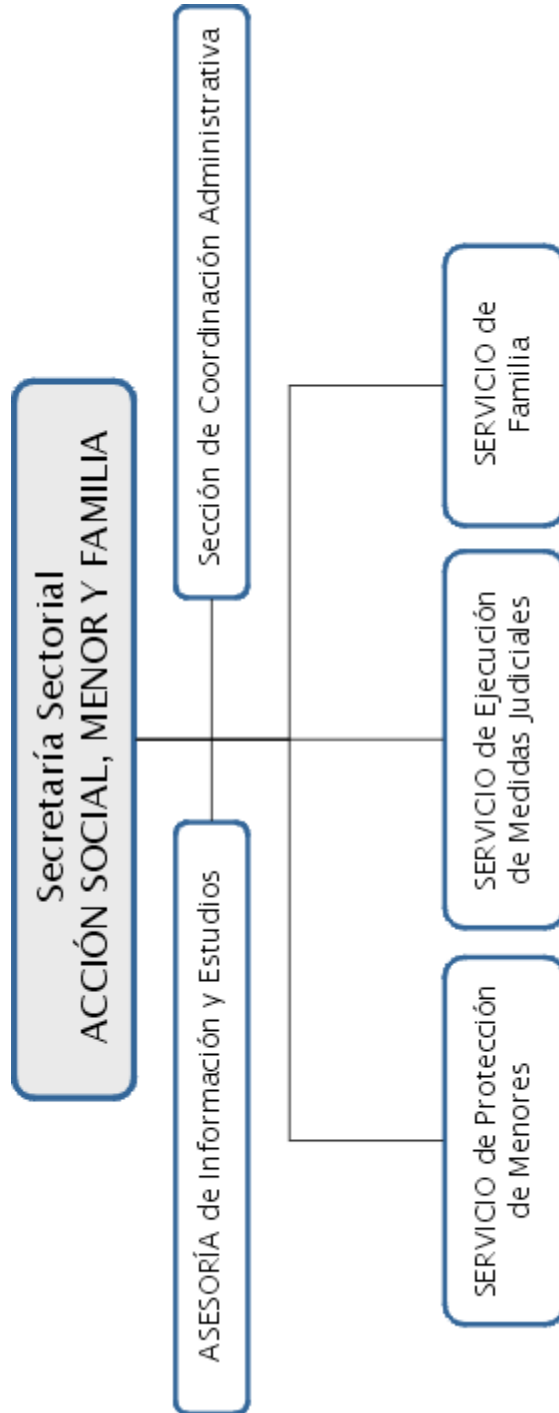 Secretaría Sectorial
ACCIÓN SOCIAL, MENOR Y FAMILIA
ASESORÍA de Información y Estudios
Sección de Coordinación Administrativa
SERVICIO de Protección
de Menores
SERVICIO de Ejecución
de Medidas Judiciales
SERVICIO de
Familia